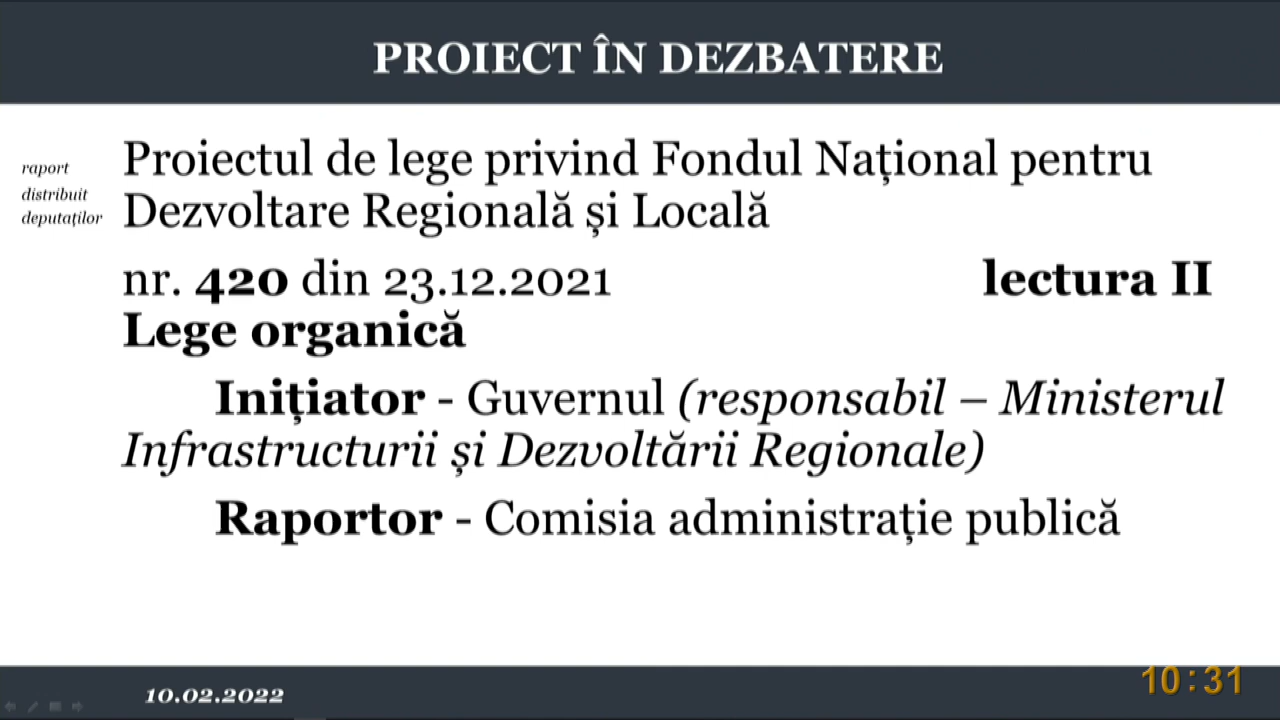 PROIECT ÎN DEZBATERE
raport
distribuit
deputaților
Proiectul de lege privind Fondul Național pentru
Dezvoltare Regională și Locală
nr. 420 din 23.12.2021 lectura II
Lege organică
Inițiator - Guvernul (responsabil – Ministerul
Infrastructurii și Dezvoltării Regionale)
Raportor - Comisia administrație publică
10.02.2022
10:31